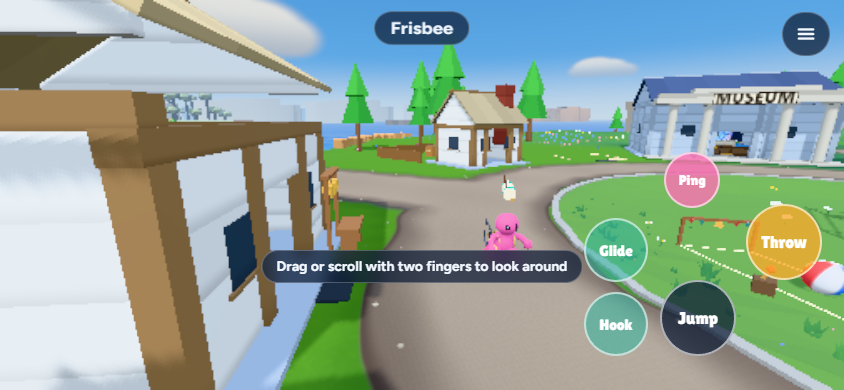 Frisbee
MUSEUM
Ping
Throw
Glide
Drag or scroll with two fingers to look around
Hook
Jump